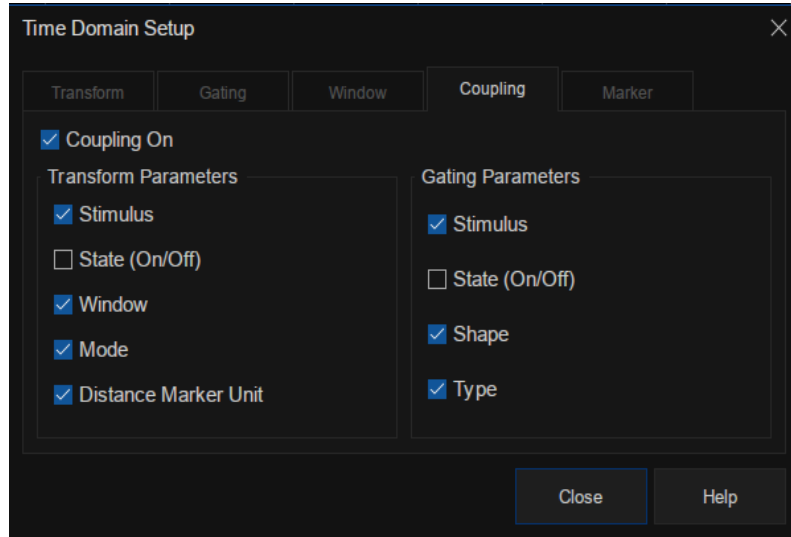 Time Domain Setup
Transform Gating Window Coupling Marker
Coupling On
Transform Parameters
Stimulus
State (On/Off)
Window
Mode
Distance Marker Unit
Gating Parameters
Stimulus
State (On/Off)
Shape
Type
Close Help